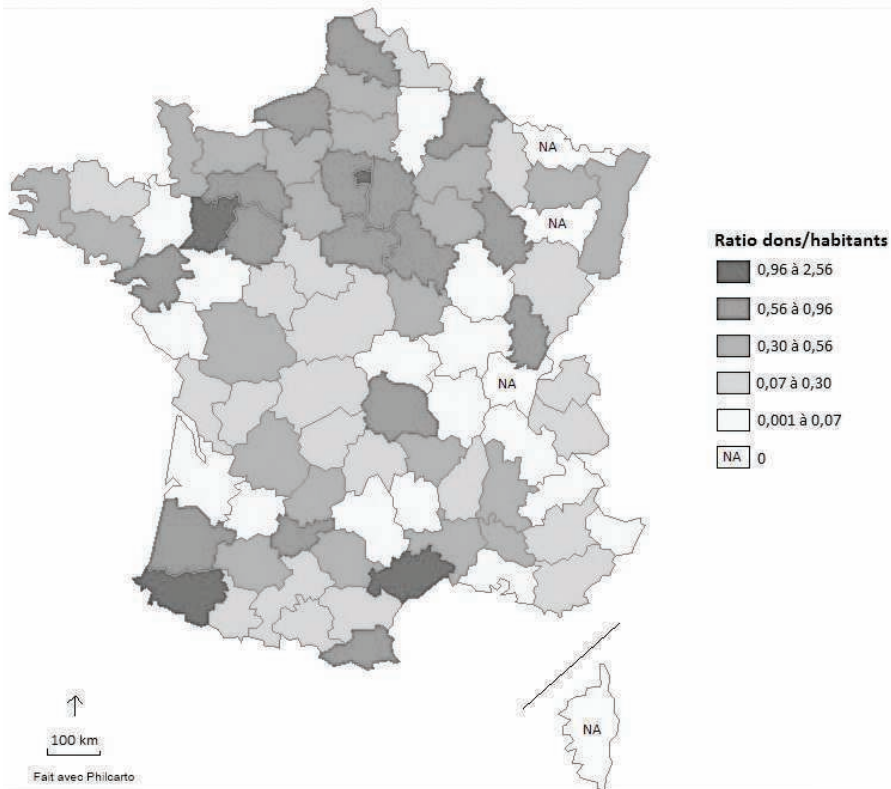 NA
NA
Ratio dons/habitants
0,96 à 2,56
0,56 à 0,96
0,30 à 0,56
0,07 à 0,30
0,001 à 0,07
NA 0
NA
NA
100 km
Fait avec Philcarto